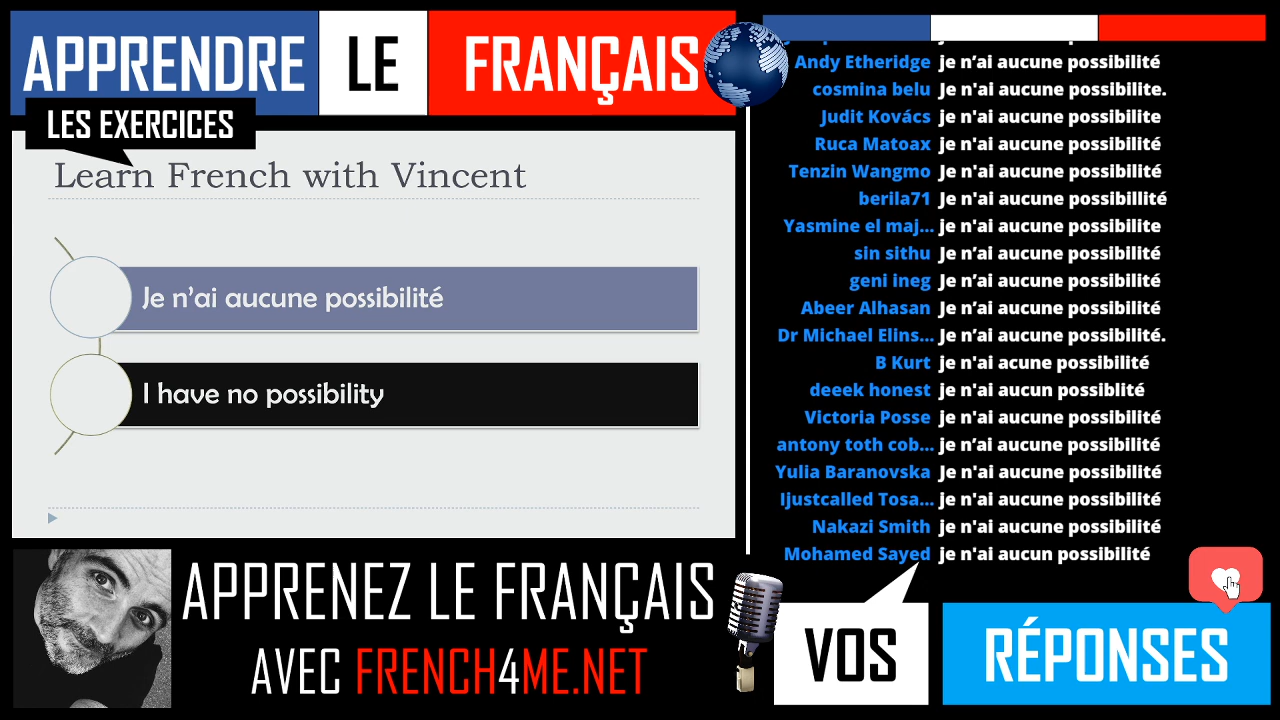 APPRENDRE LE FRANÇAIS
LES EXERCICES
Learn French with Vincent
Je n'ai aucune possibilité
I have no possibility
APPRENEZ LE FRANÇAIS
AVEC FRENCH4ME.NET
Andy Etheridge je n’ai aucune possibilité
cosmina belu Je n'ai aucune possibilite.
Judit Kovács je n'ai aucune possibilite
Ruca Matoax Je n'ai aucune possibilité
Tenzin Wangmo je n'ai aucune possibilité
berila71 Je n'ai aucune possibillité
Yasmine el maj... je n'ai aucune possibilite
sin sithu Je n’ai aucune possibilité
geni ineg Je n’ai aucune possibilité
Abeer Alhasan Je n’ai aucune possibilité
Dr Michael Elins... Je n’ai aucune possibilité.
B Kurt je n'ai acune possibilité
deeek honest je n'ai aucun possiblité
Victoria Posse je n'ai aucune possibilité
antony toth cob... je n’ai aucune possibilité
Yulia Baranovska Je n'ai aucune possibilité
Ijustcalled Tosa... je n'ai aucune possibilité
Nakazi Smith je n'ai aucune possibilité
Mohamed Sayed je n'ai aucun possibilité
VOS RÉPONSES